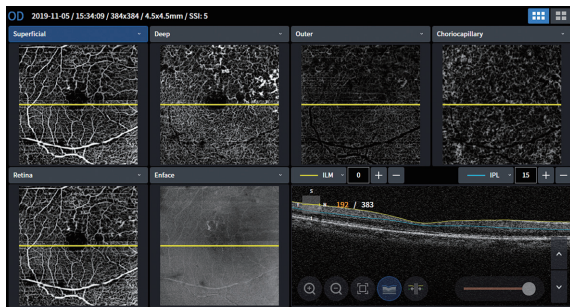 OD 2019-11-05 / 15:34:09 / 384x384 / 4.5x4.5mm / SSI: 5
Superficial
Deep
Outer
Choriocapillary
Retina
Enface
ILM 0 + −
IPL 15 + −
S
192 / 383